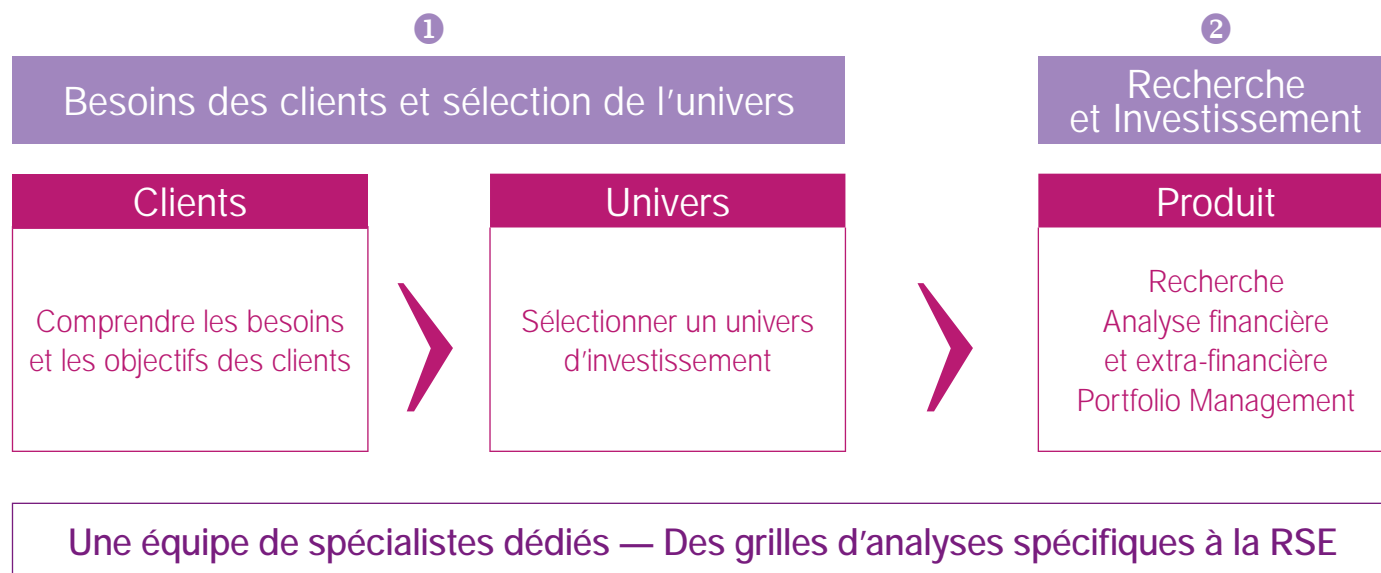 ❶
Besoins des clients et sélection de l'univers
Clients
Comprendre les besoins
et les objectifs des clients
Univers
Sélectionner un univers
d'investissement
❷
Recherche
et Investissement
Produit
Recherche
Analyse financière
et extra-financière
Portfolio Management
Une équipe de spécialistes dédiés — Des grilles d'analyses spécifiques à la RSE